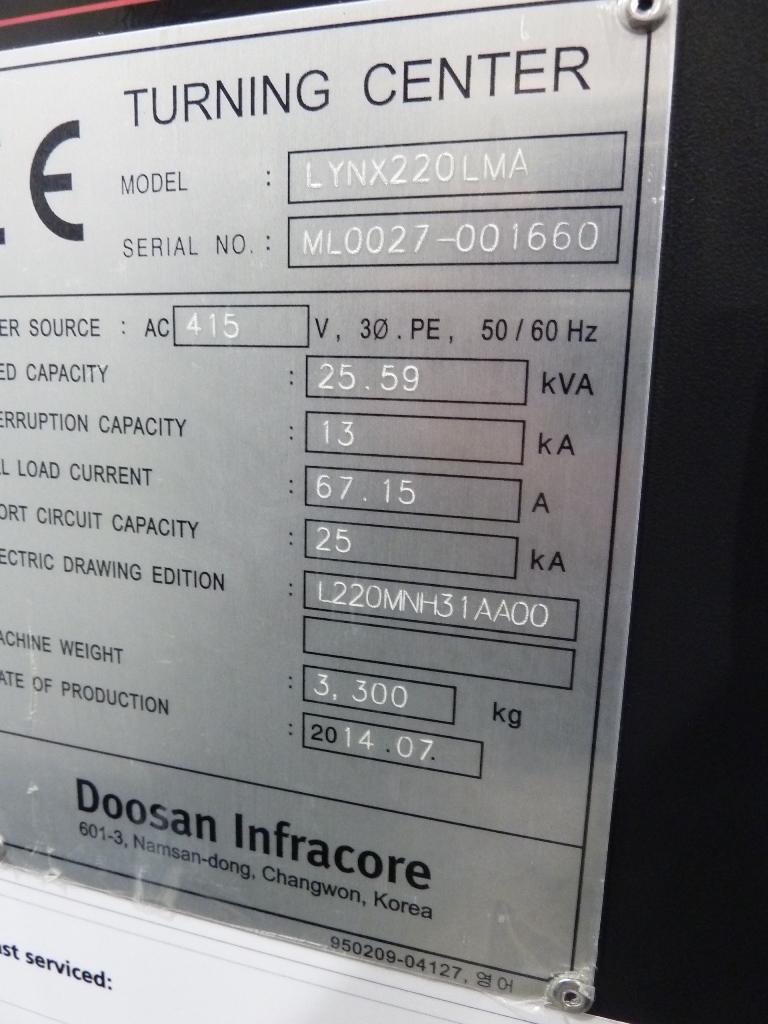 CE
TURNING CENTER
MODEL : LYNX220LMA
SERIAL NO. : ML0027-001660
ER SOURCE : AC 415 V, 3Ø.PE, 50/60 Hz
ED CAPACITY : 25.59 kVA
ERRUPTION CAPACITY : 13 kA
L LOAD CURRENT : 67.15 A
ORT CIRCUIT CAPACITY : 25 kA
ECTRIC DRAWING EDITION : L220MNH31AA00
ACHINE WEIGHT : 3,300 kg
ATE OF PRODUCTION : 2014.07.
Doosan Infracore
601-3, Namsan-dong, Changwon, Korea
950209-04127, 영어
st serviced: